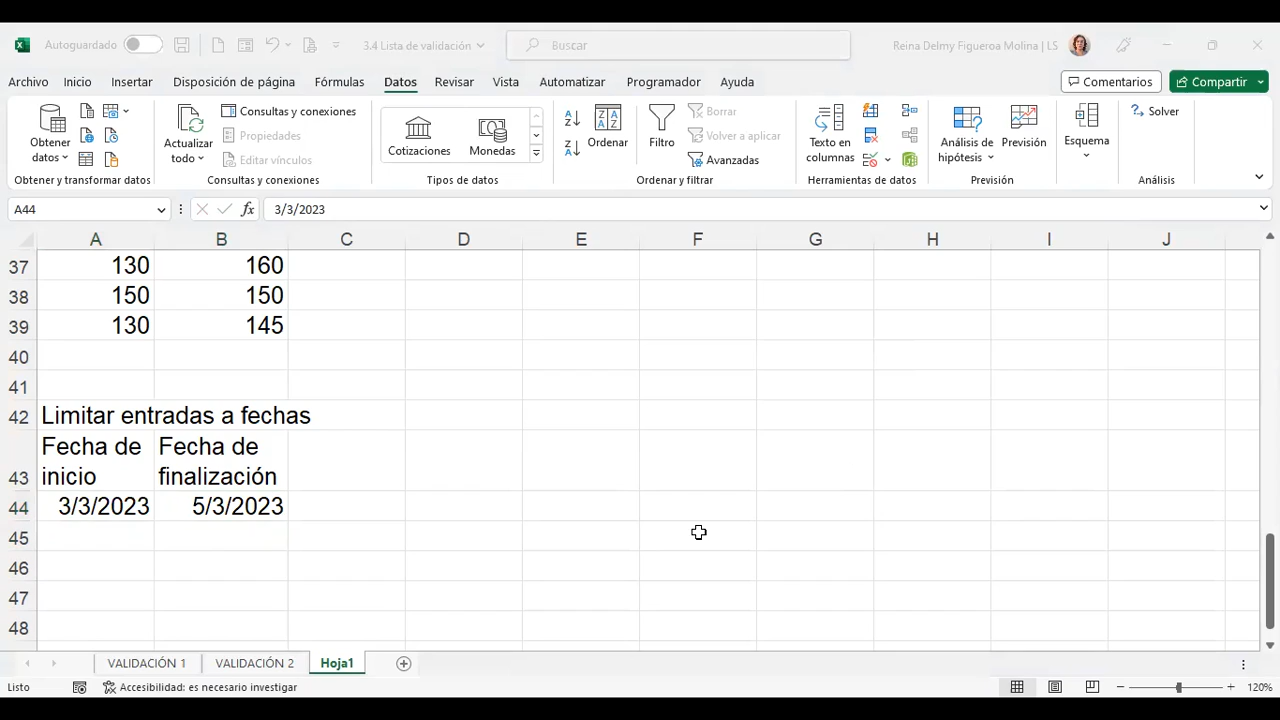 Autoguardado 3.4 Lista de validación Buscar Reina Delmy Figueroa Molina | LS
Archivo Inicio Insertar Disposición de página Fórmulas Datos Revisar Vista Automatizar Programador Ayuda Comentarios Compartir
Obtener datos
Consultas y conexiones
Propiedades
Editar vínculos
Actualizar todo
Cotizaciones Monedas
Ordenar
Filtro
Borrar
Volver a aplicar
Avanzadas
Texto en columnas
Análisis de hipótesis
Previsión
Esquema
Solver
Obtener y transformar datos Consultas y conexiones Tipos de datos Ordenar y filtrar Herramientas de datos Previsión Análisis
A44 fx 3/3/2023
A B C D E F G H I J
37 130 160
38 150 150
39 130 145
40
41
42 Limitar entradas a fechas
Fecha de Fecha de
43 inicio finalización
44 3/3/2023 5/3/2023
45
46
47
48
VALIDACIÓN 1 VALIDACIÓN 2 Hoja1
Listo Accesibilidad: es necesario investigar 120%